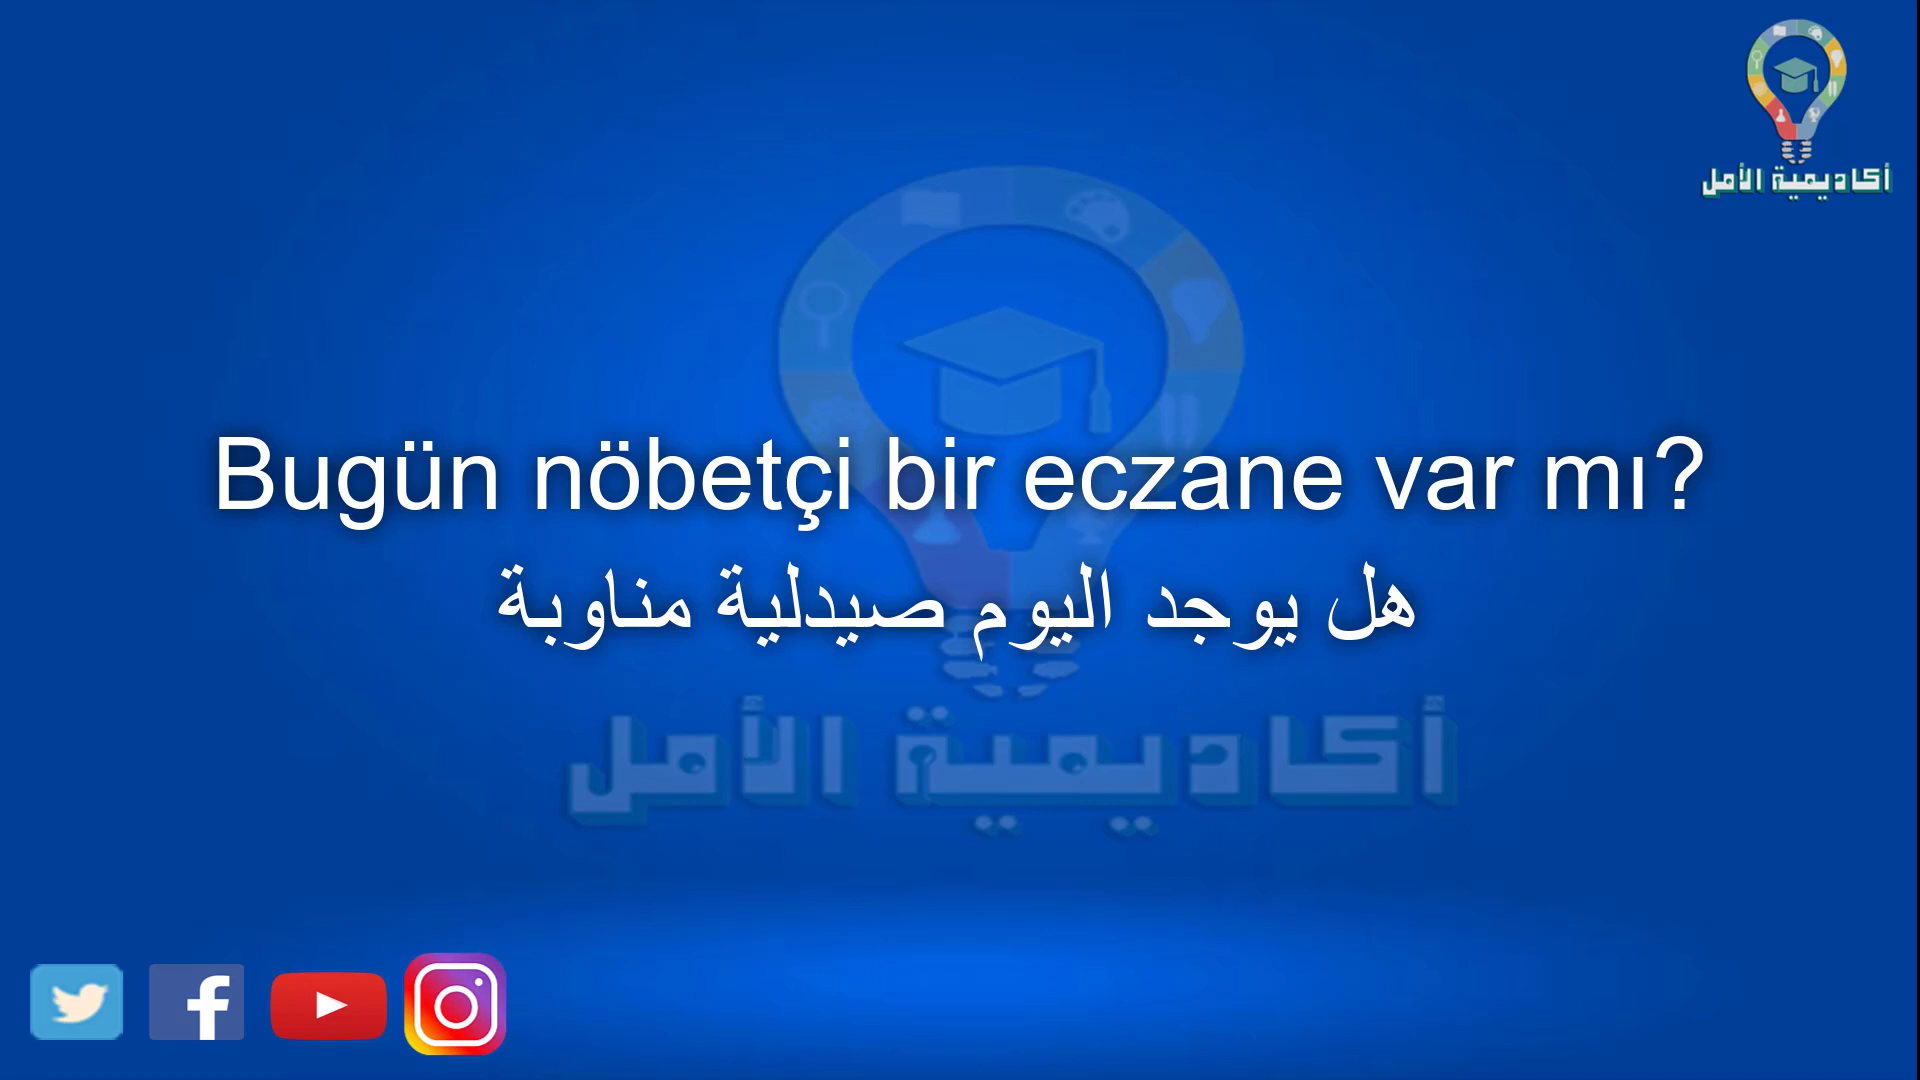 أكاديمية الأمل
Bugün nöbetçi bir eczane var mı?
هل يوجد اليوم صيدلية مناوبة
أكاديمية الأمل